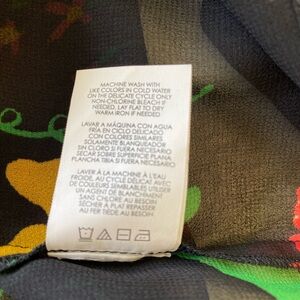 MACHINE WASH WITH
LIKE COLORS IN COLD WATER
ON THE DELICATE CYCLE ONLY
NON-CHLORINE BLEACH IF
NEEDED, LAY FLAT TO DRY
WARM IRON IF NEEDED.
LAVAR A MÁQUINA CON AGUA
FRÍA EN CICLO DELICADO
CON COLORES SIMILARES
SOLAMENTE BLANQUEADOR
SIN CLORO SI FUERA NECESARIO
SECAR SOBRE SUPERFICIE PLANA
PLANCHA TIBIA SI FUERA NECESARIO
LAVER À LA MACHINE À L'EAU
FROIDE, AU CYCLE DÉLICAT AVEC
DE COULEURS SEMBLABLES UTILISER
UN AGENT DE BLANCHIMENT
SANS CHLORE AU BESOIN
SÉCHER À PLAT REPASSER
AU FER TIÈDE AU BESOIN